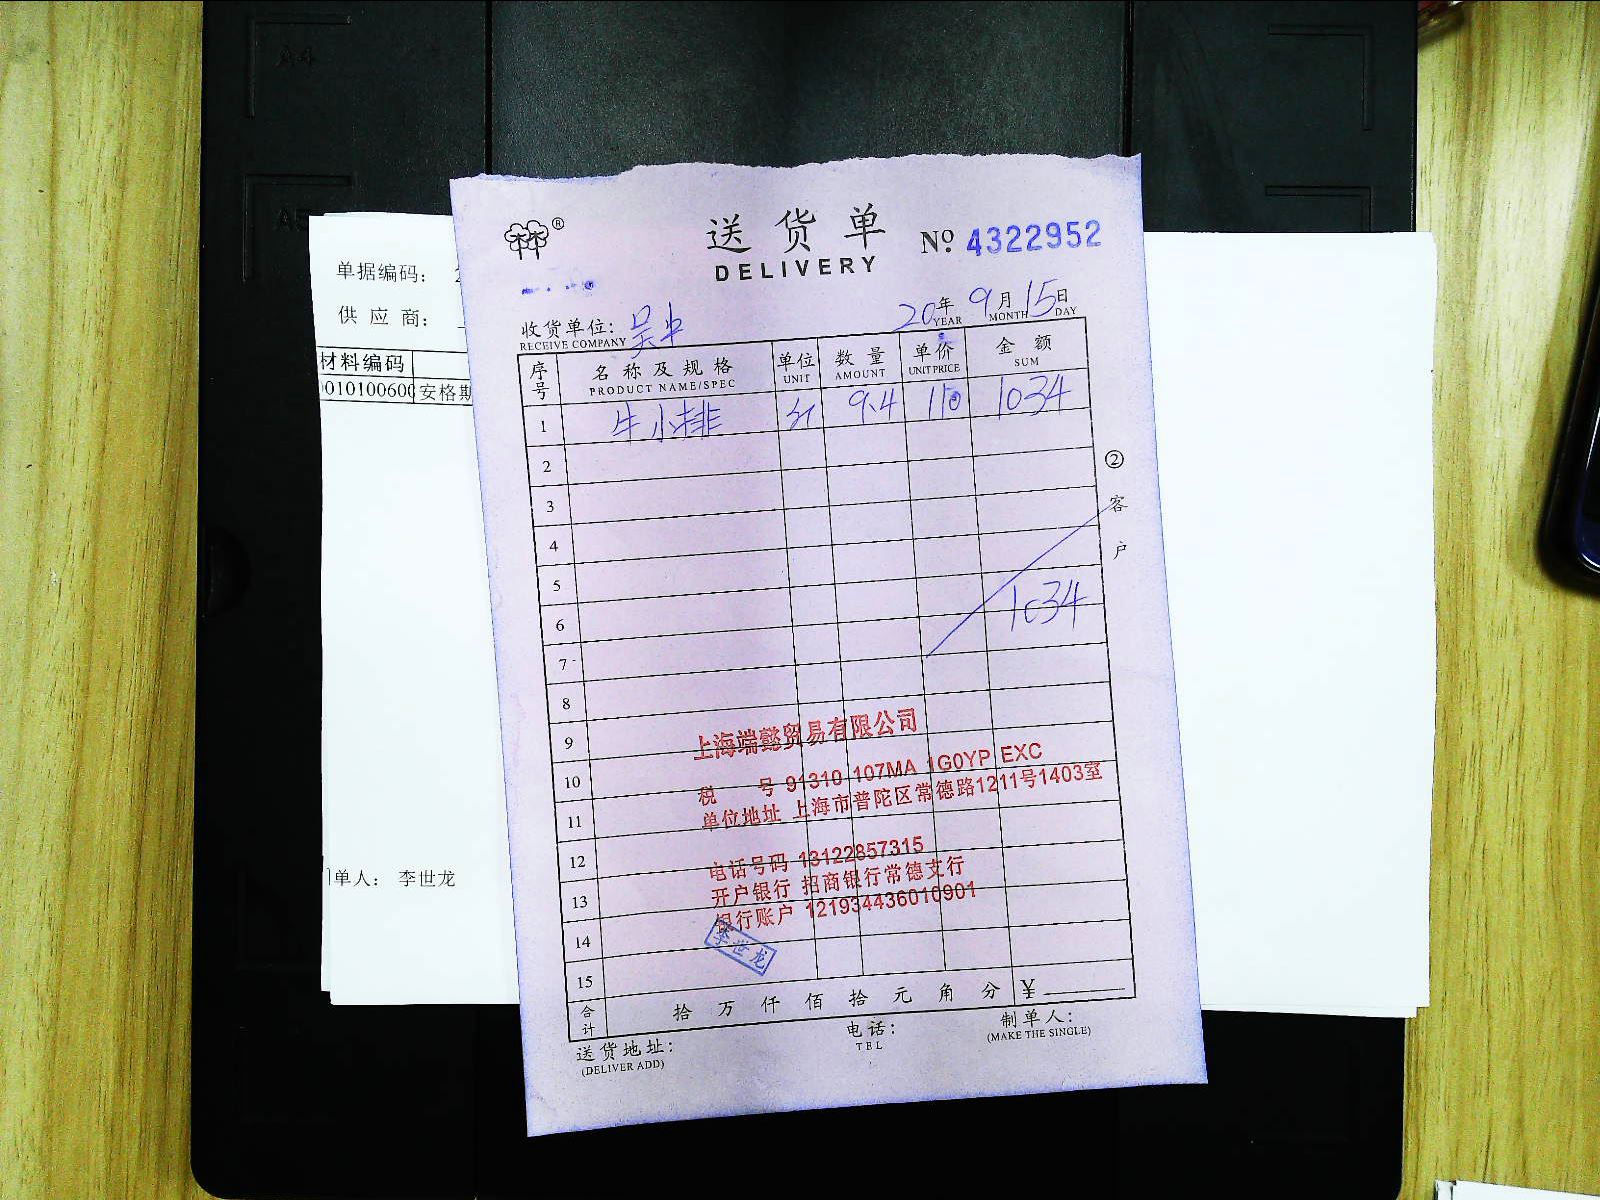 A4
A5
单据编码：
供 应 商：
材料编码
0010100600 安格斯
单人： 李世龙
®
送货单
DELIVERY
Nº 4322952
收货单位： 吴中
RECEIVE COMPANY
20年 9月 15日
YEAR MONTH DAY
序号 名称及规格 单位 数量 单价 金额
PRODUCT NAME/SPEC UNIT AMOUNT UNIT PRICE SUM
1 牛小排 斤 9.4 110 1034
2
3
4
5
6 1034
7
8
9
10
11
12
13
14
15
② 客户
上海端懿贸易有限公司
税 号 91310 107MA 1G0YP EXC
单位地址 上海市普陀区常德路1211号1403室
电话号码 13122857315
开户银行 招商银行常德支行
银行账户 121934436010901
李世龙
合计 拾 万 仟 佰 拾 元 角 分 ¥
送货地址： 电话： 制单人：
(DELIVER ADD) TEL (MAKE THE SINGLE)